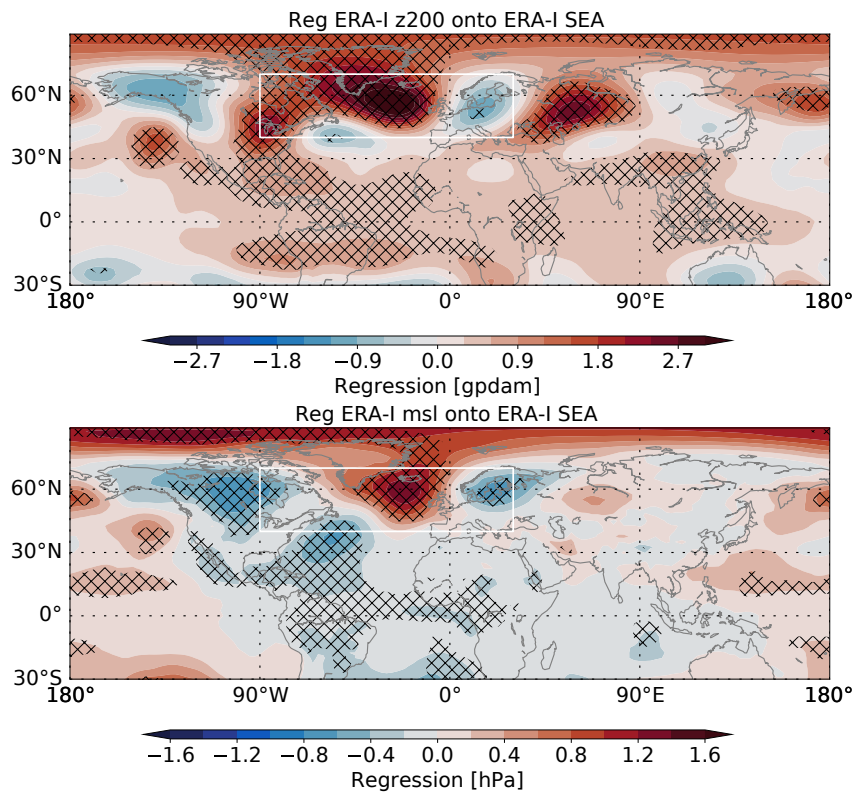 Reg ERA-I z200 onto ERA-I SEA
60°N
30°N
0°
30°S
180° 90°W 0° 90°E 180°
−2.7 −1.8 −0.9 0.0 0.9 1.8 2.7
Regression [gpdam]
Reg ERA-I msl onto ERA-I SEA
60°N
30°N
0°
30°S
180° 90°W 0° 90°E 180°
−1.6 −1.2 −0.8 −0.4 0.0 0.4 0.8 1.2 1.6
Regression [hPa]